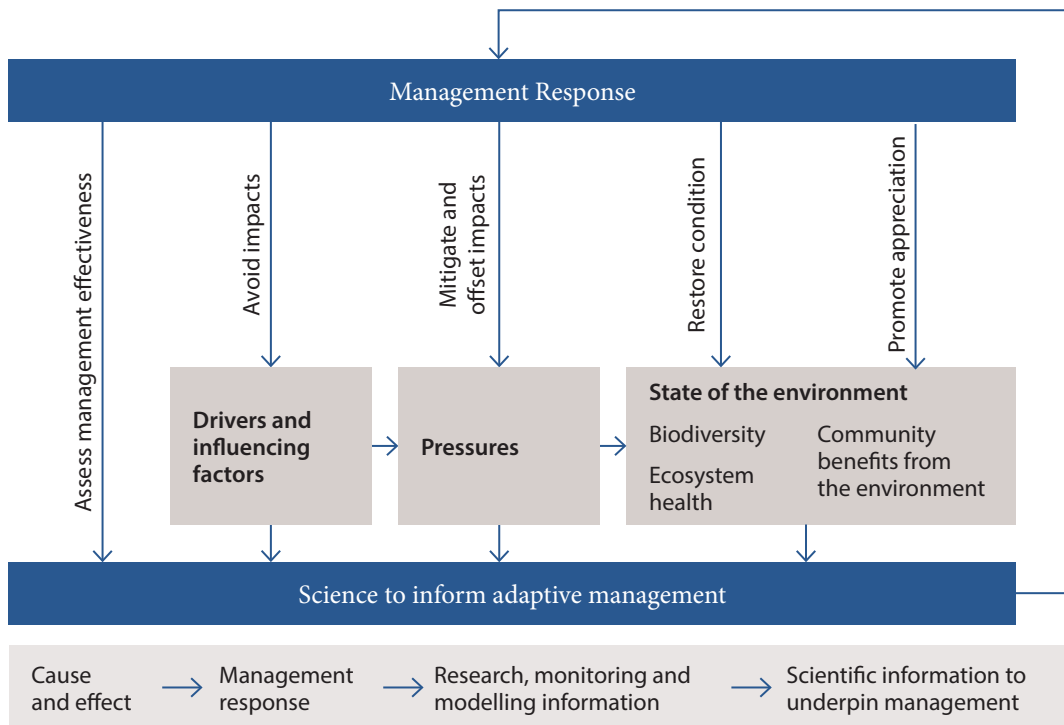 Management Response
Assess management effectiveness
Avoid impacts
Mitigate and
offset impacts
Restore condition
Promote appreciation
Drivers and
influencing
factors
Pressures
State of the environment
Biodiversity
Ecosystem
health
Community
benefits from
the environment
Science to inform adaptive management
Cause
and effect
Management
response
Research, monitoring and
modelling information
Scientific information to
underpin management